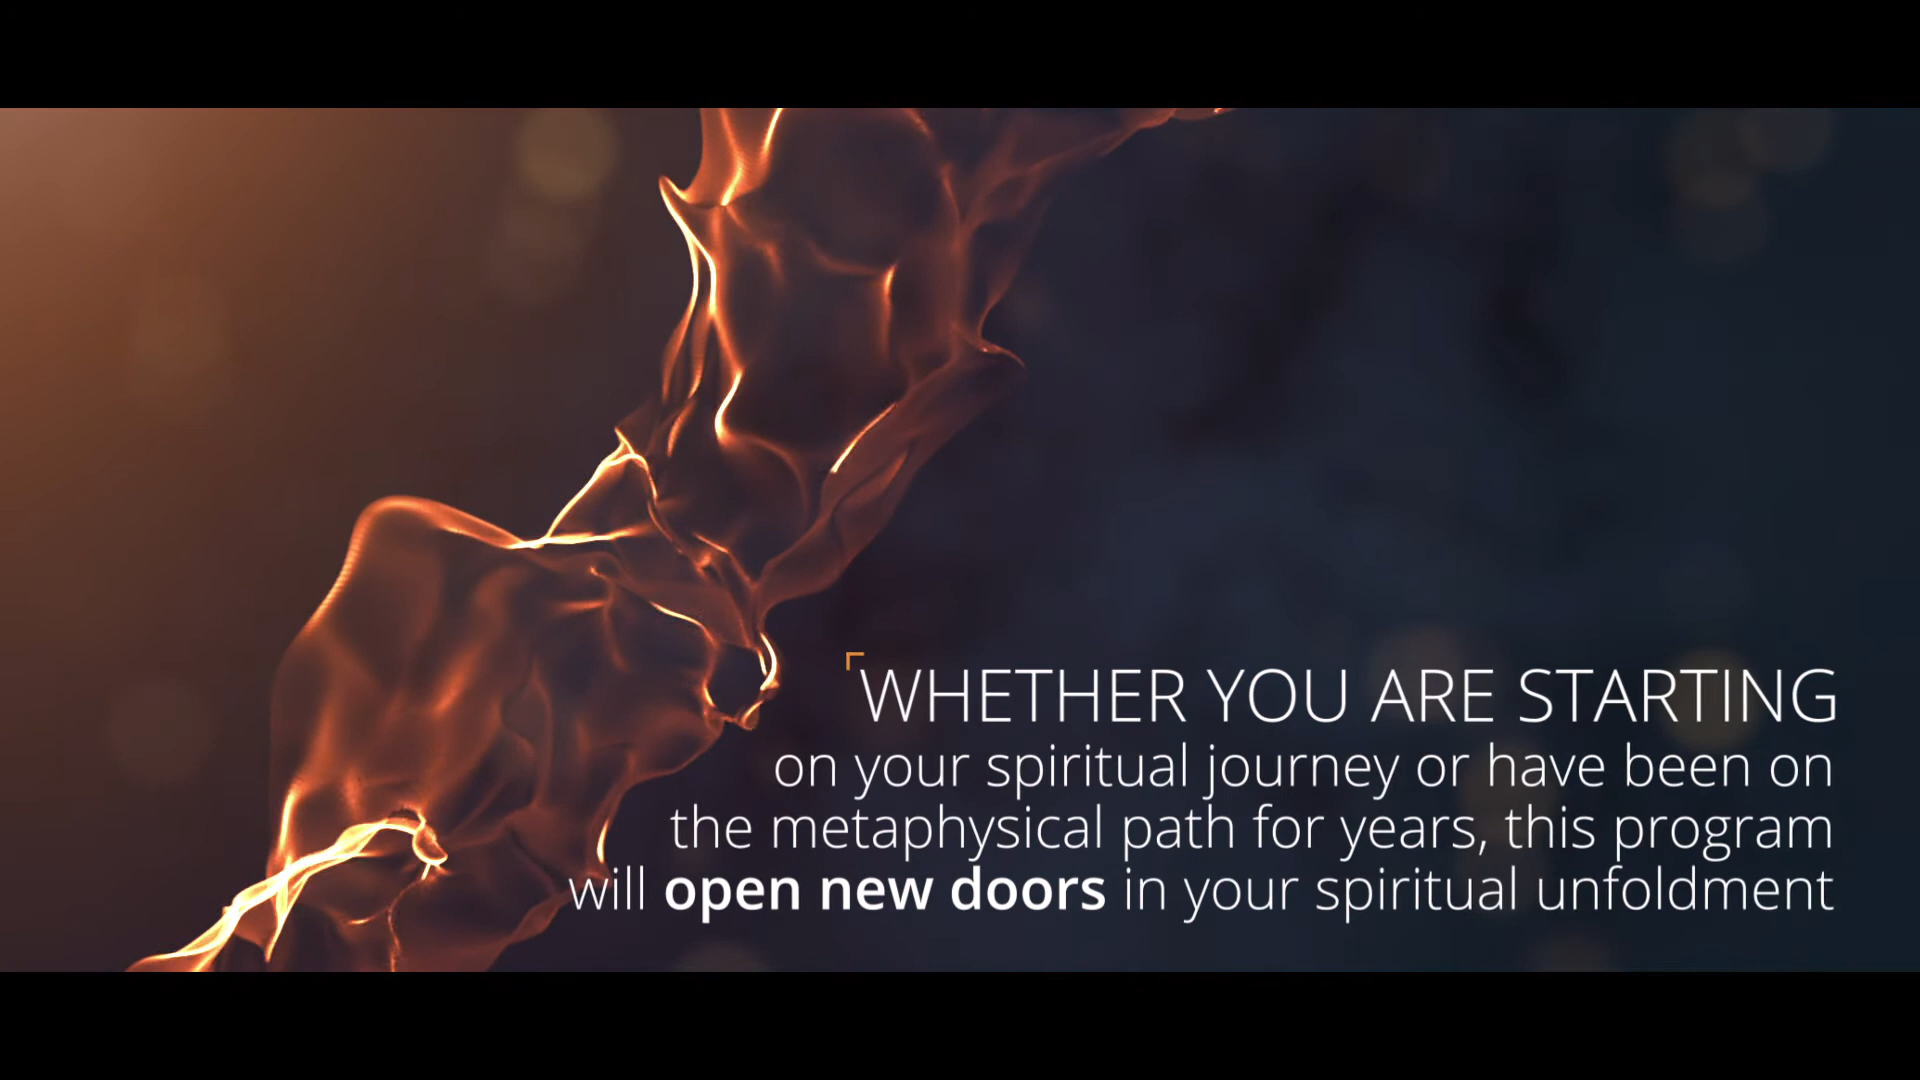 WHETHER YOU ARE STARTING
on your spiritual journey or have been on
the metaphysical path for years, this program
will open new doors in your spiritual unfoldment